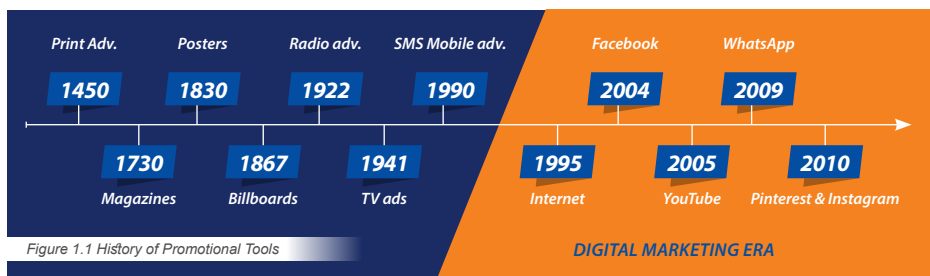 Print Adv. Posters Radio adv. SMS Mobile adv. Facebook WhatsApp
1450 1830 1922 1990 2004 2009
1730 1867 1941 1995 2005 2010
Magazines Billboards TV ads Internet YouTube Pinterest & Instagram
Figure 1.1 History of Promotional Tools DIGITAL MARKETING ERA